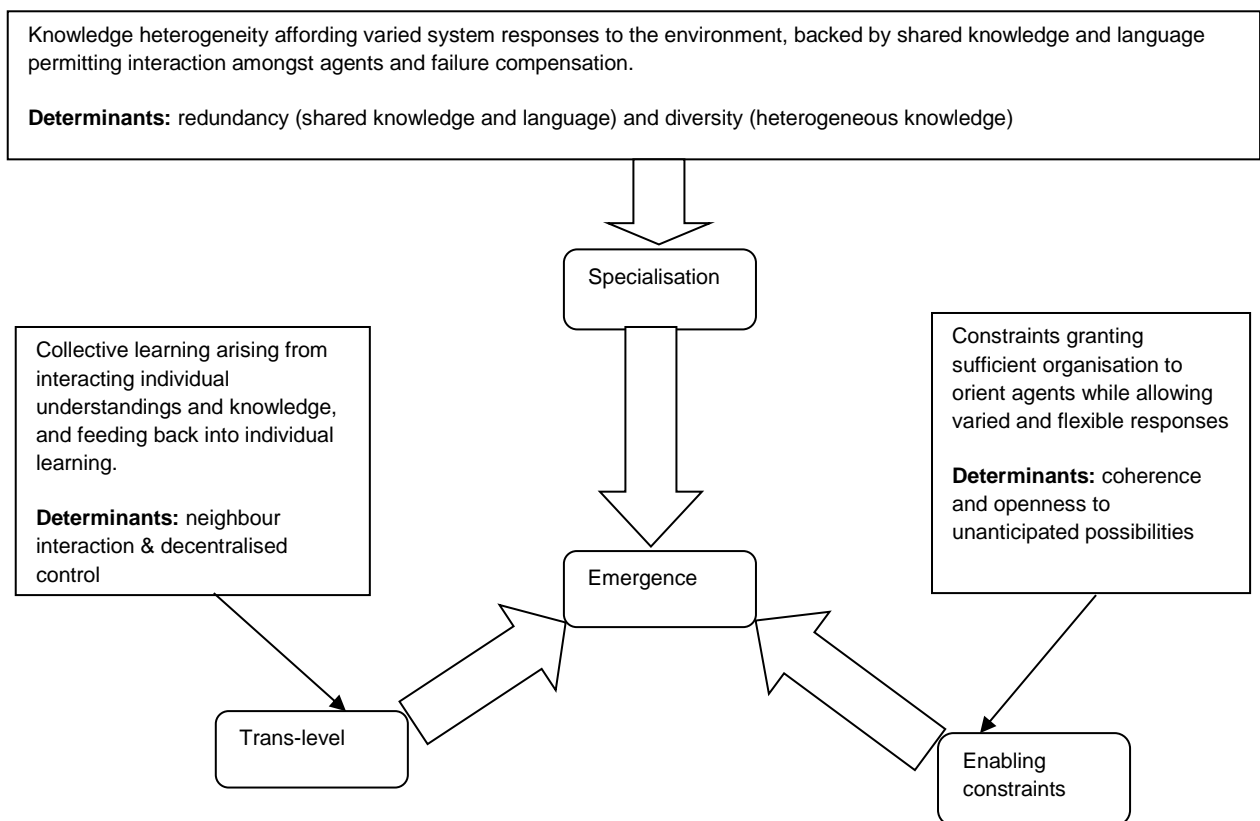 Knowledge heterogeneity affording varied system responses to the environment, backed by shared knowledge and language
permitting interaction amongst agents and failure compensation.
Determinants: redundancy (shared knowledge and language) and diversity (heterogeneous knowledge)
Specialisation
Collective learning arising from
interacting individual
understandings and knowledge,
and feeding back into individual
learning.
Determinants: neighbour
interaction & decentralised
control
Constraints granting
sufficient organisation to
orient agents while allowing
varied and flexible responses
Determinants: coherence
and openness to
unanticipated possibilities
Emergence
Trans-level
Enabling
constraints